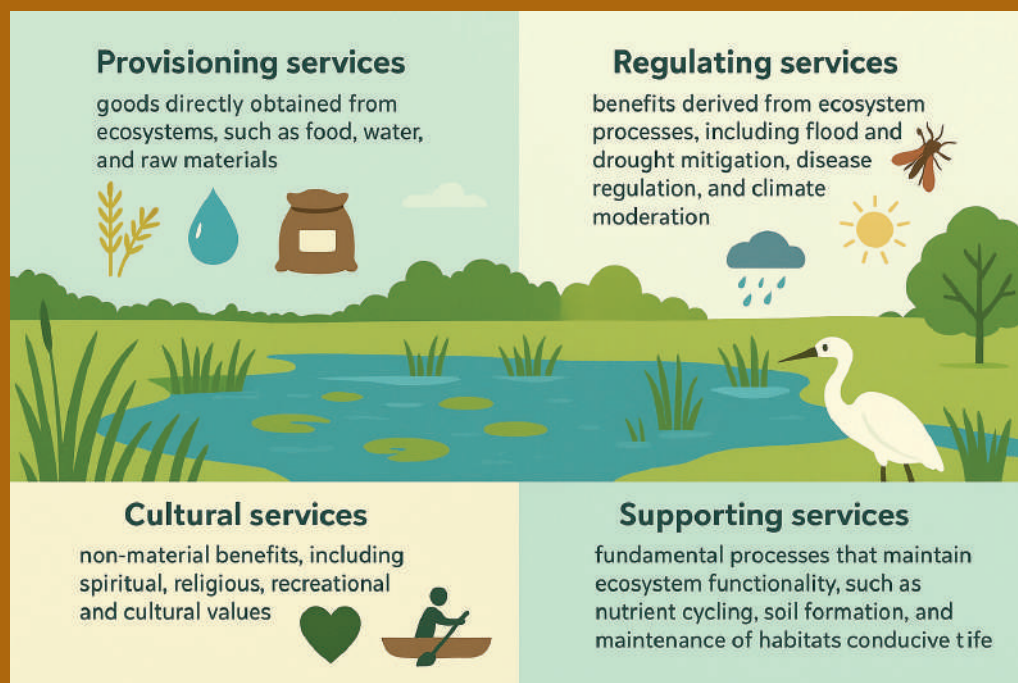 Provisioning services
goods directly obtained from
ecosystems, such as food, water,
and raw materials
Regulating services
benefits derived from ecosystem
processes, including flood and
drought mitigation, disease
regulation, and climate
moderation
Cultural services
non-material benefits, including
spiritual, religious, recreational
and cultural values
Supporting services
fundamental processes that maintain
ecosystem functionality, such as
nutrient cycling, soil formation, and
maintenance of habitats conducive t ife